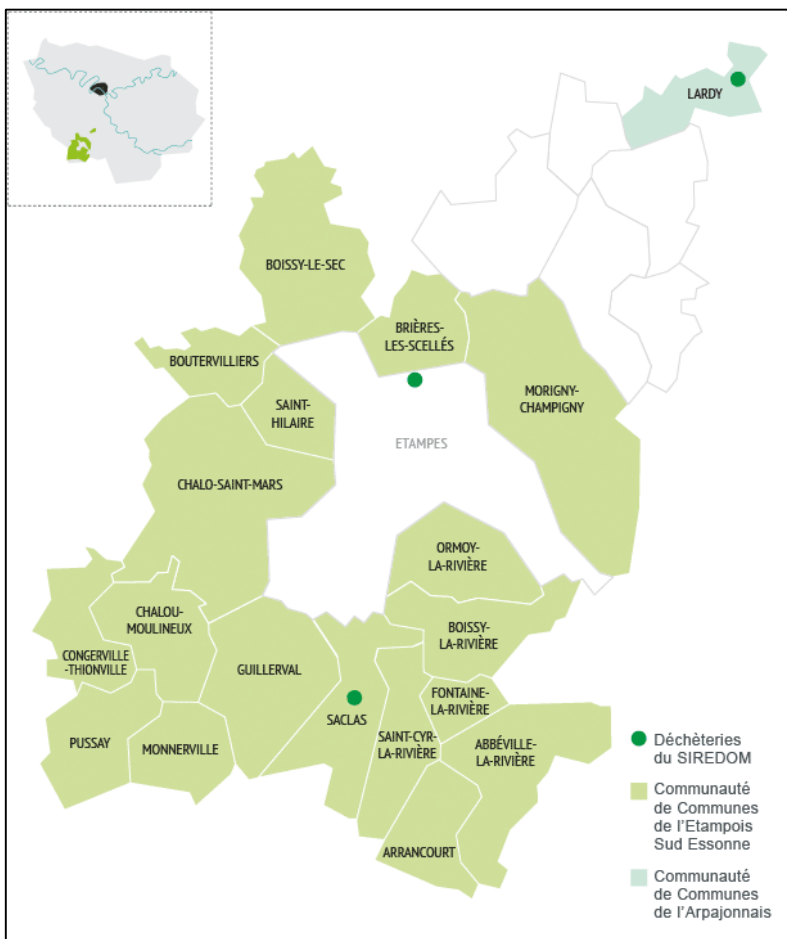 LARDY
BOISSY-LE-SEC
BRIÈRES-
LES-SCELLÉS
BOUTERVILLIERS
MORIGNY-
CHAMPIGNY
SAINT-
HILAIRE
ETAMPES
CHALO-SAINT-MARS
ORMOY-
LA-RIVIÈRE
CHALOU-
MOULINEUX
BOISSY-
LA-RIVIÈRE
CONGERVILLE
-THIONVILLE
GUILLERVAL
FONTAINE-
LA-RIVIÈRE
SACLAS
PUSSAY
MONNERVILLE
SAINT-CYR-
LA-RIVIÈRE
ABBÉVILLE-
LA-RIVIÈRE
ARRANCOURT
Déchèteries
du SIREDOM
Communauté
de Communes
de l'Etampois
Sud Essonne
Communauté
de Communes
de l'Arpajonnais